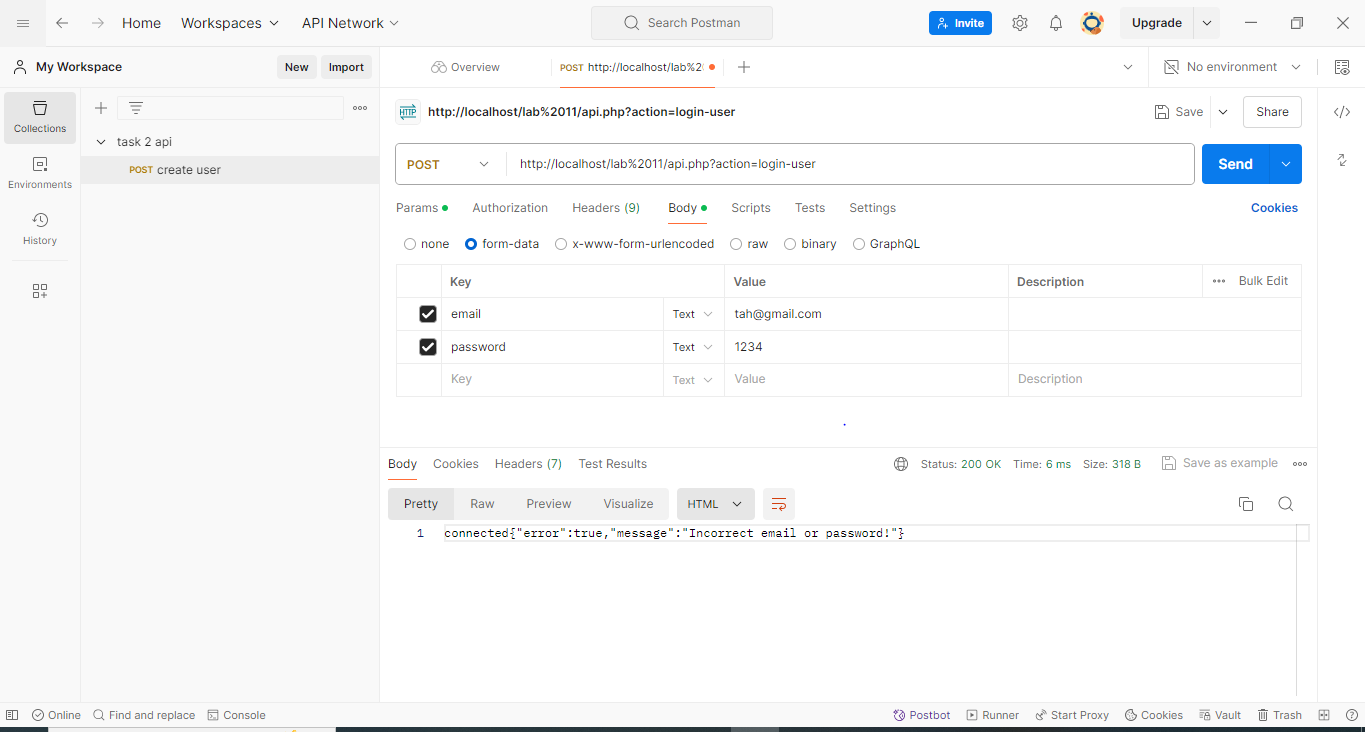 Home Workspaces API Network Search Postman Invite Upgrade
My Workspace New Import Overview POST http://localhost/lab%2 No environment
Collections
Environments
History
task 2 api
POST create user
HTTP http://localhost/lab%2011/api.php?action=login-user Save Share
POST http://localhost/lab%2011/api.php?action=login-user Send
Params Authorization Headers (9) Body Scripts Tests Settings Cookies
none form-data x-www-form-urlencoded raw binary GraphQL
Key Value Description Bulk Edit
email Text tah@gmail.com
password Text 1234
Key Text Value Description
Body Cookies Headers (7) Test Results Status: 200 OK Time: 6 ms Size: 318 B Save as example
Pretty Raw Preview Visualize HTML
1 connected{"error":true,"message":"Incorrect email or password!"}
Online Find and replace Console Postbot Runner Start Proxy Cookies Vault Trash